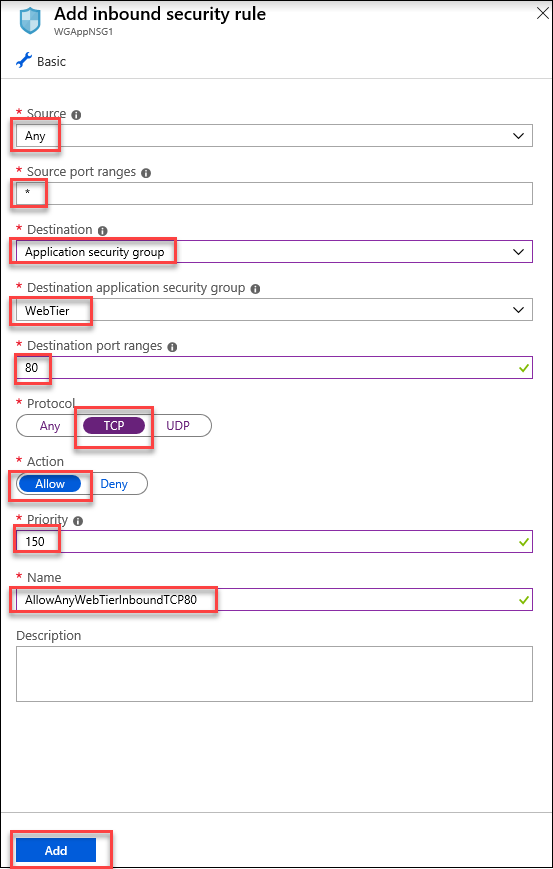 Add inbound security rule
WGAppNSG1
Basic
* Source
Any
* Source port ranges
*
* Destination
Application security group
* Destination application security group
WebTier
* Destination port ranges
80
* Protocol
Any TCP UDP
* Action
Allow Deny
* Priority
150
* Name
AllowAnyWebTierInboundTCP80
Description
Add